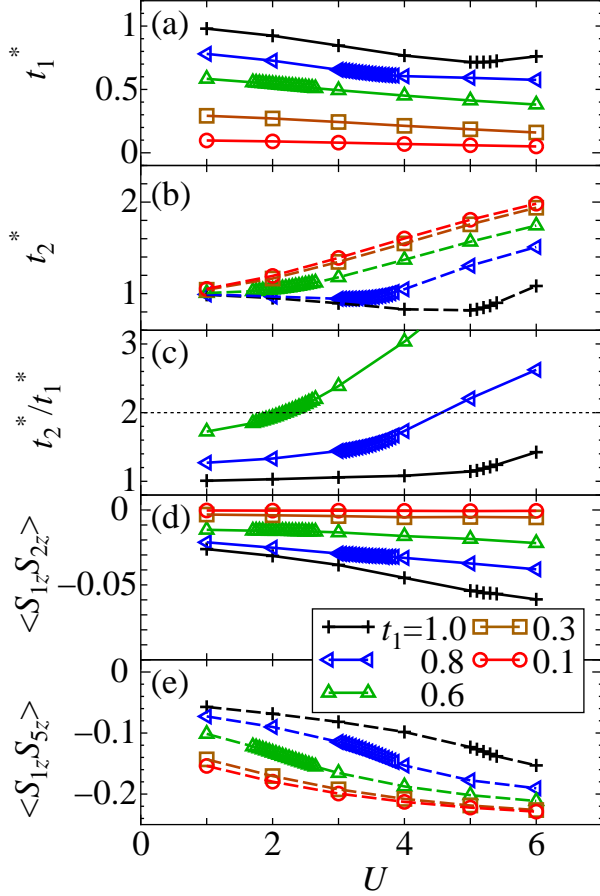 (a)
t1*
1
0.5
0
(b)
t2*
2
1
(c)
t2*/t1*
3
2
1
(d)
<S1zS2z>
0
−0.05
t1=1.0
0.3
0.8
0.1
0.6
(e)
<S1zS5z>
0
−0.1
−0.2
0 2 4 6
U